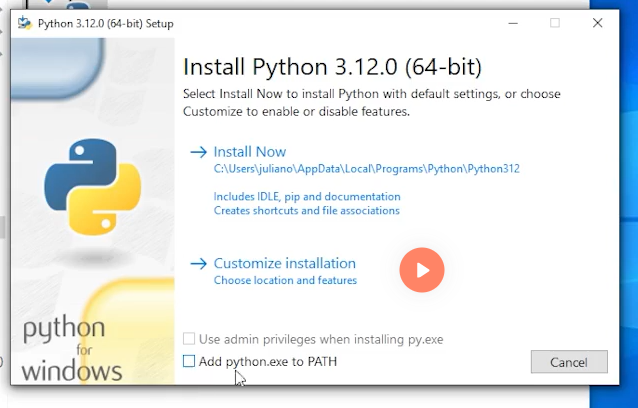 Python 3.12.0 (64-bit) Setup
Install Python 3.12.0 (64-bit)
Select Install Now to install Python with default settings, or choose
Customize to enable or disable features.
Install Now
C:\Users\juliano\AppData\Local\Programs\Python\Python312
Includes IDLE, pip and documentation
Creates shortcuts and file associations
Customize installation
Choose location and features
python
for
windows
Use admin privileges when installing py.exe
Add python.exe to PATH
Cancel